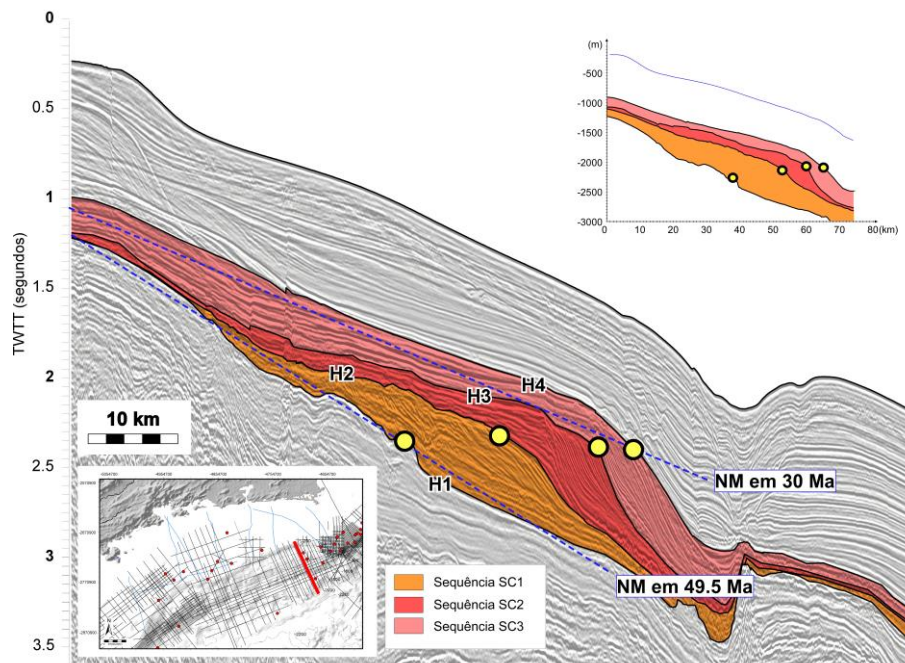 0
0.5
1
1.5
2
2.5
3
3.5
TWTT (segundos)
(m)
-500
-1000
-1500
-2000
-2500
-3000
0
10
20
30
40
50
60
70
80 (km)
H2
H3
H4
H1
10 km
NM em 30 Ma
NM em 49.5 Ma
Sequência SC1
Sequência SC2
Sequência SC3
N